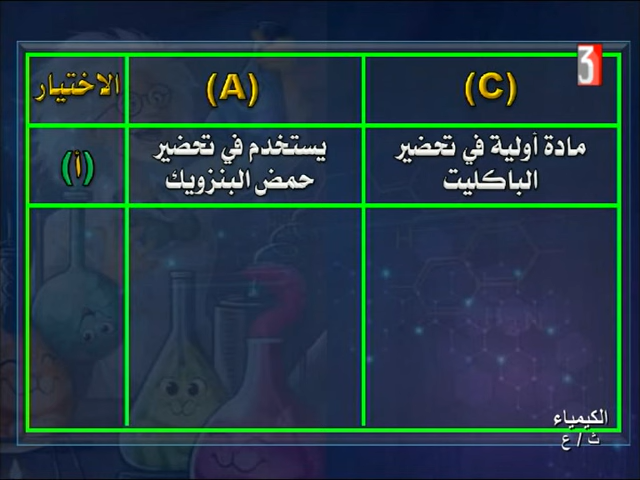 3
الاختيار (A) (C)
(أ) يستخدم في تحضير حمض البنزويك مادة أولية في تحضير الباكليت
الكيمياء
ث / ع